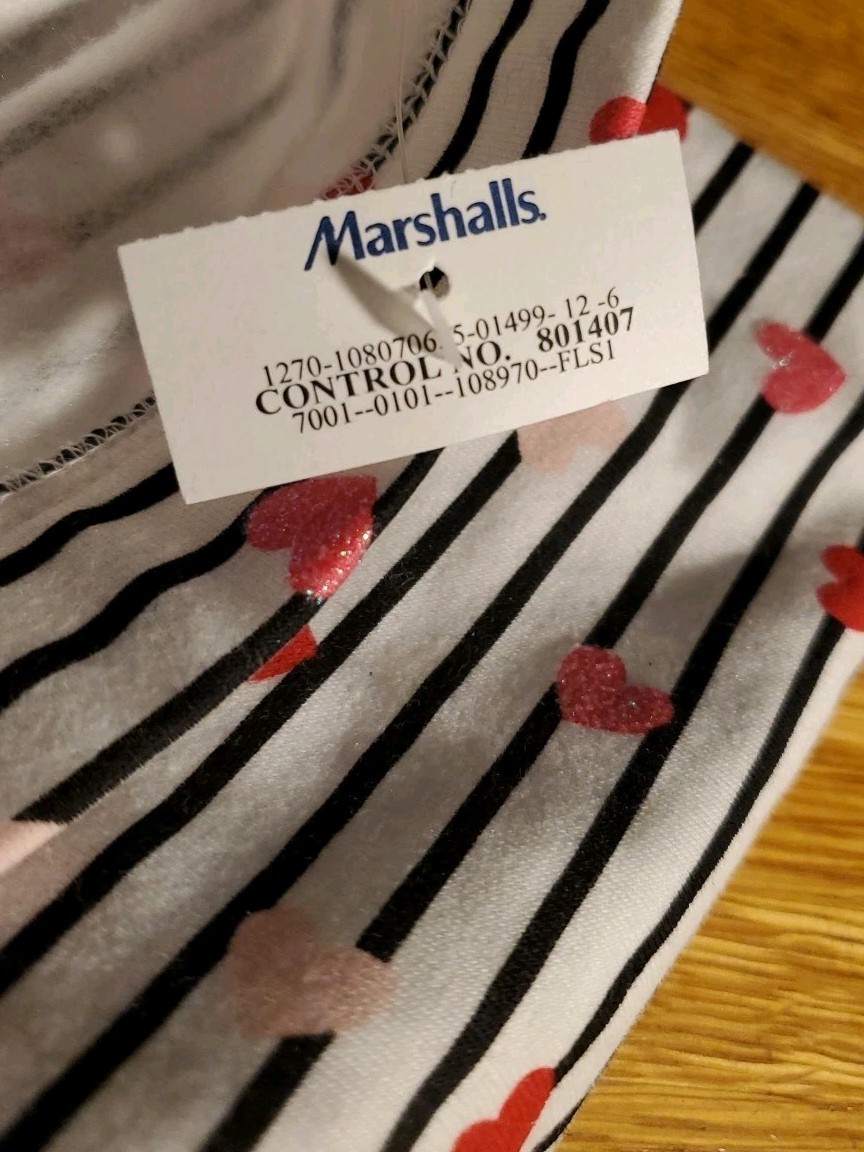 Marshalls.
1270-1080706 5-01499- 12 -6
CONTROL NO. 801407
7001--0101--108970--FLS1